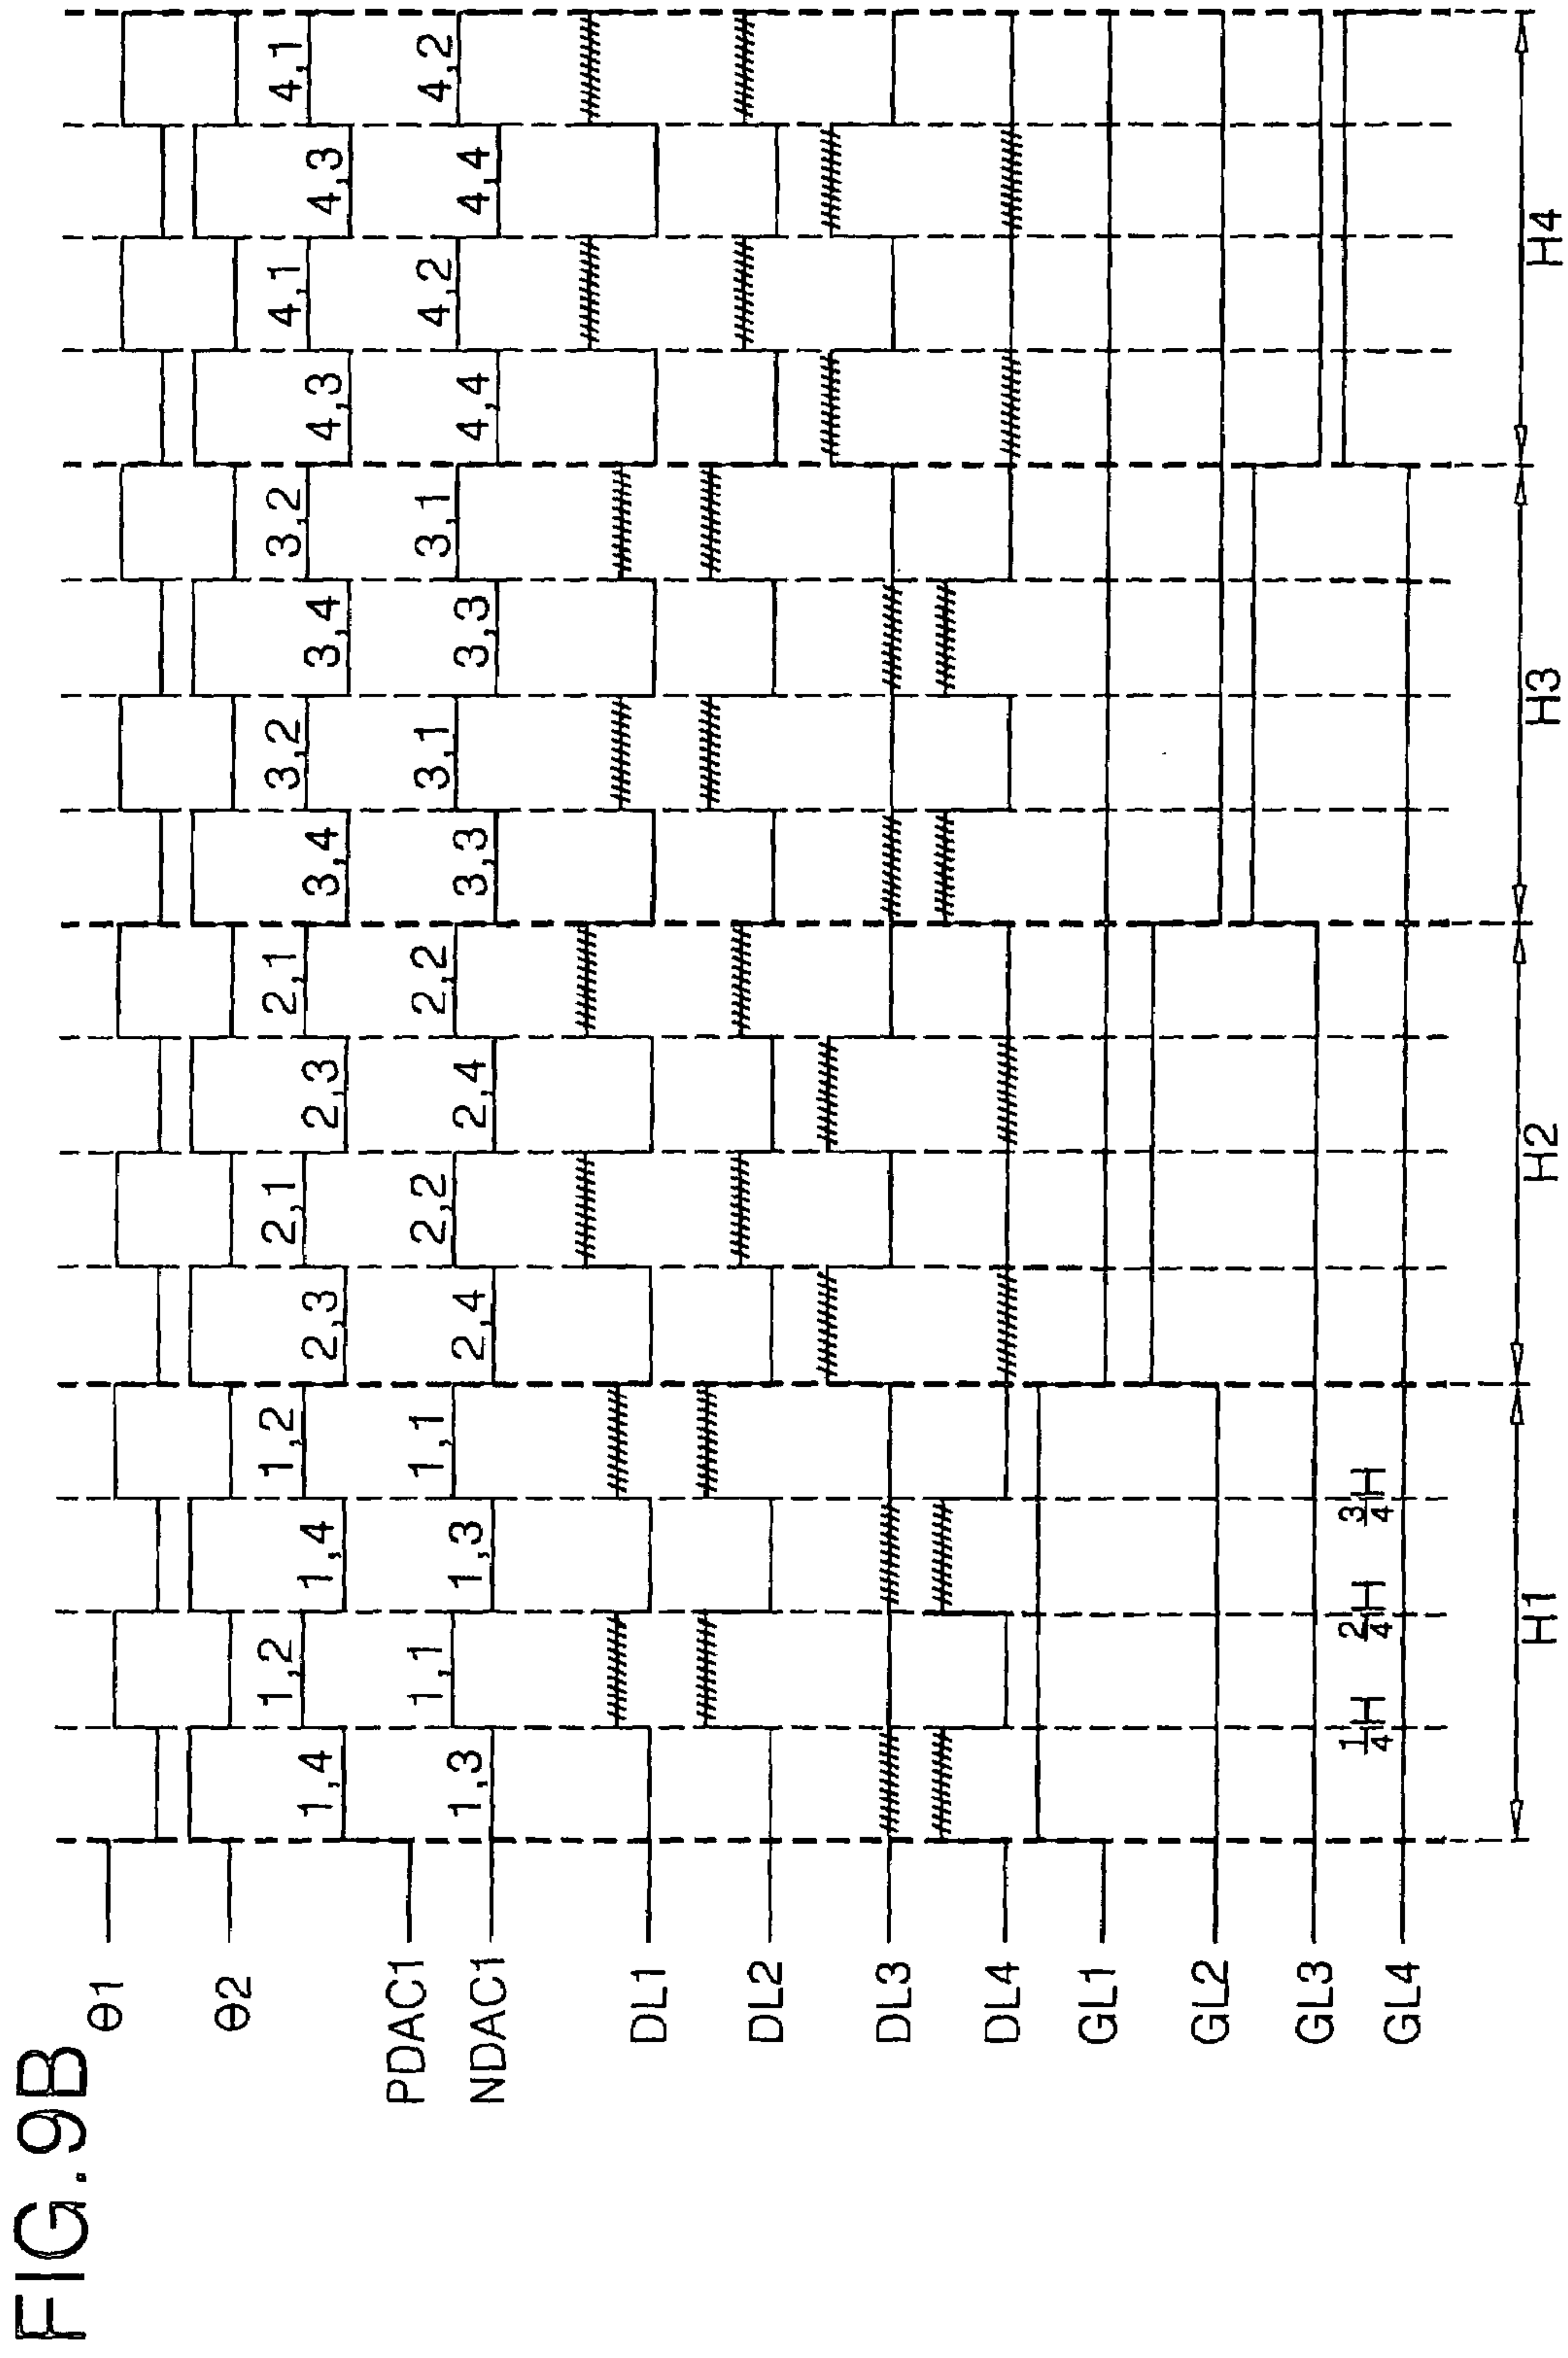 FIG.9B
Θ1
Θ2
PDAC1 1,4 1,2 1,4 1,2 2,3 2,1 2,3 2,1 3,4 3,2 3,4 3,2 4,3 4,1 4,3 4,1
NDAC1 1,3 1,1 1,3 1,1 2,4 2,2 2,4 2,2 3,3 3,1 3,3 3,1 4,4 4,2 4,4 4,2
DL1
DL2
DL3
DL4
GL1
GL2
GL3
GL4
1/4H 2/4H 3/4H
H1 H2 H3 H4